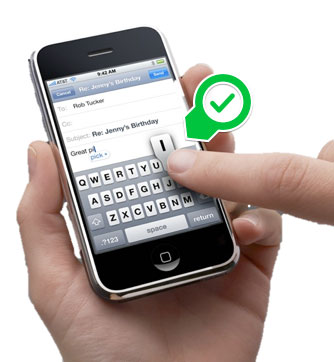 AT&T 9:42 AM
Cancel Re: Jenny's Birthday Send
To: Rob Tucker
Cc:
Subject: Re: Jenny's Birthday
Great pi
pick ×
I
Q W E R T Y U
A S D F G H J
Z X C V B N M
.?123 space return